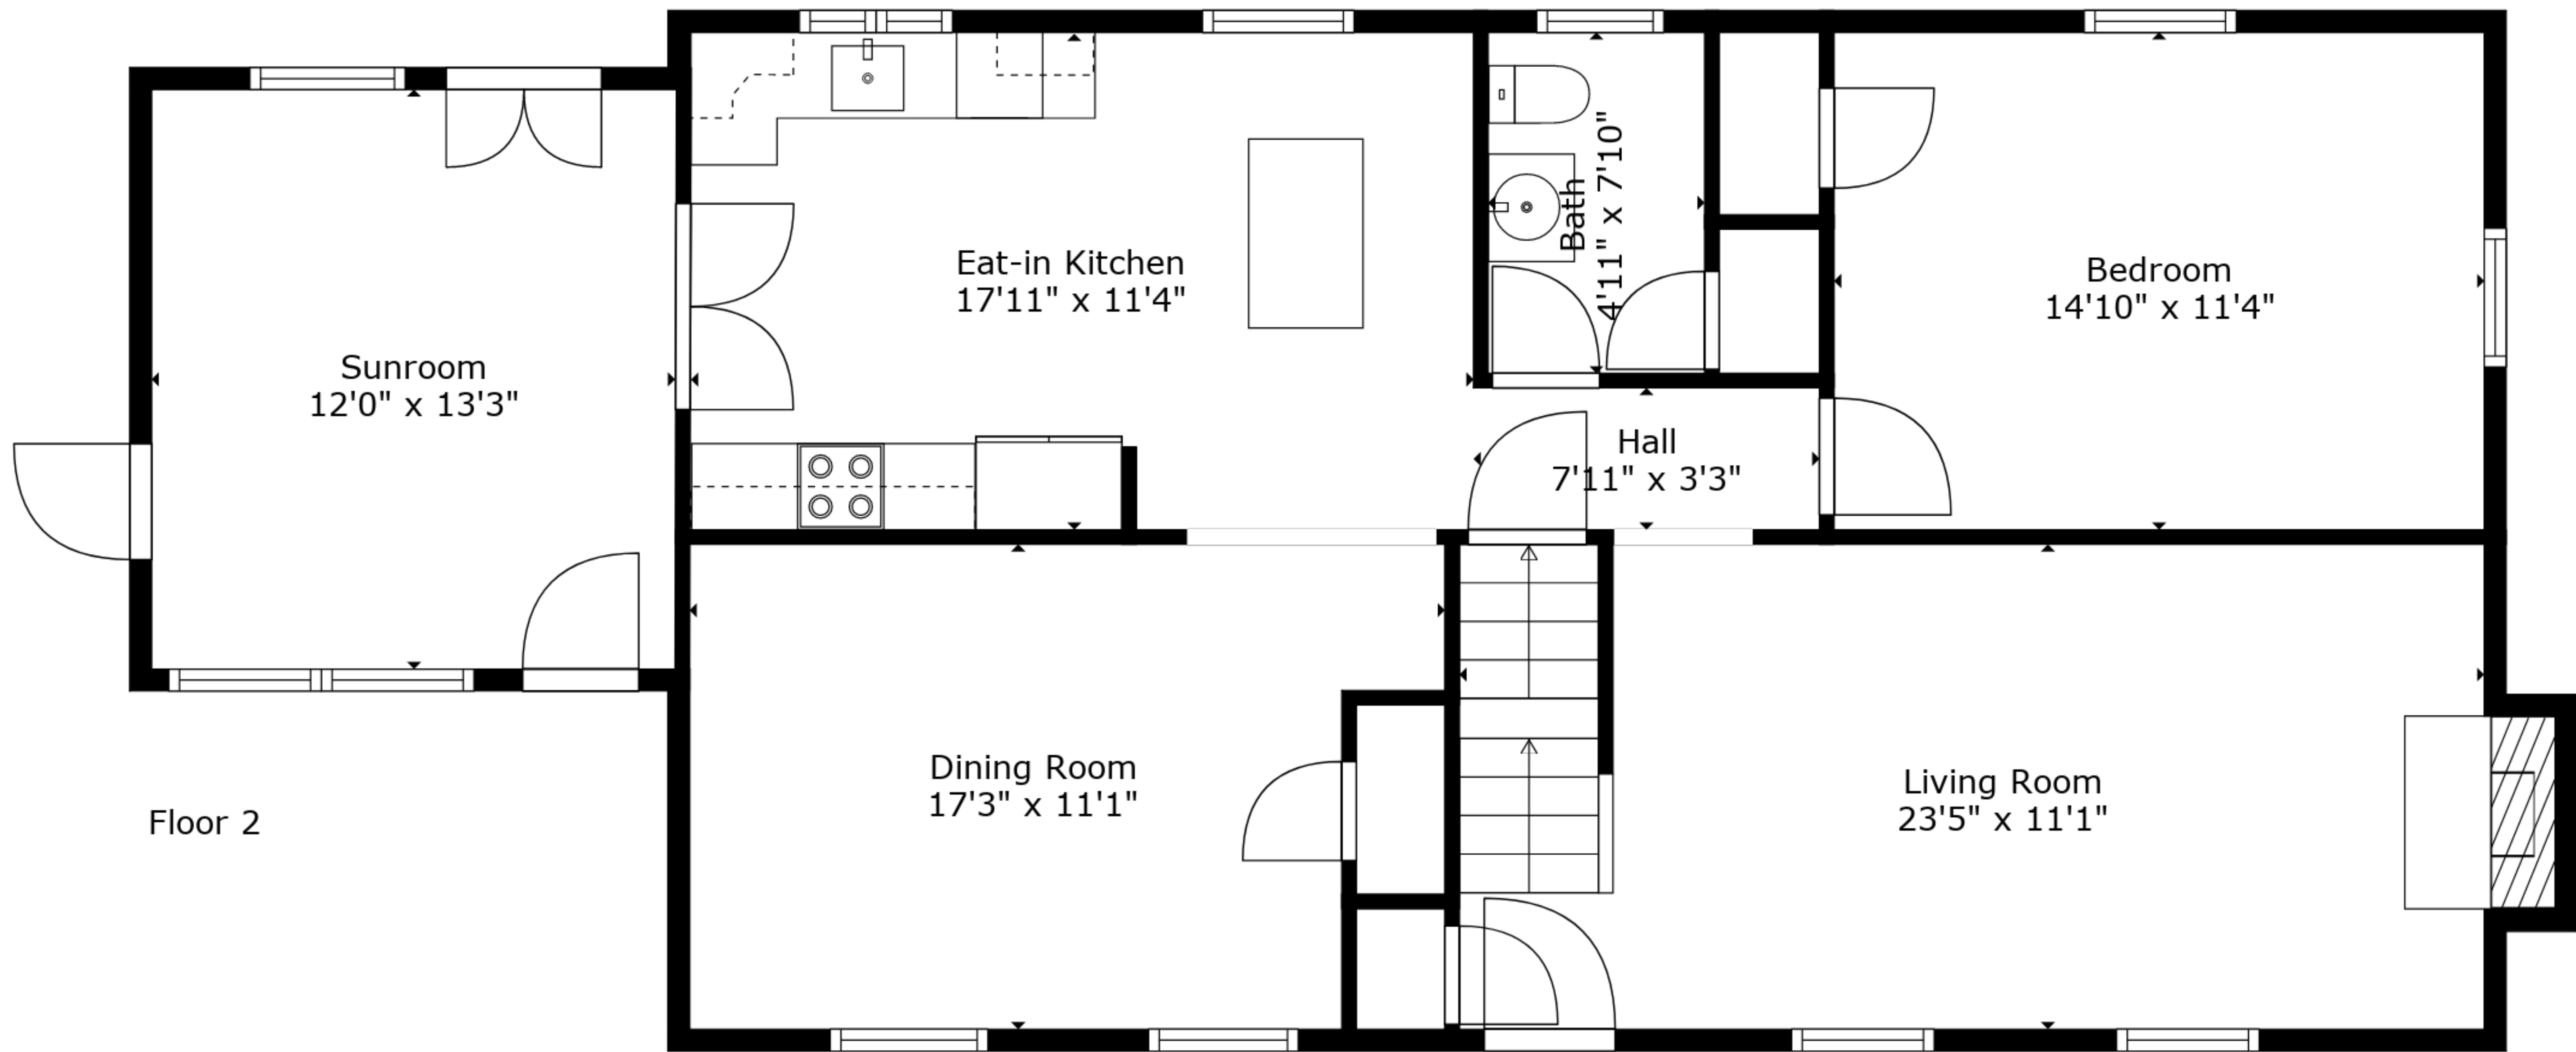 Eat-in Kitchen
17'11" x 11'4"
Bath
4'11" x 7'10"
Bedroom
14'10" x 11'4"
Sunroom
12'0" x 13'3"
Hall
7'11" x 3'3"
Dining Room
17'3" x 11'1"
Living Room
23'5" x 11'1"
Floor 2